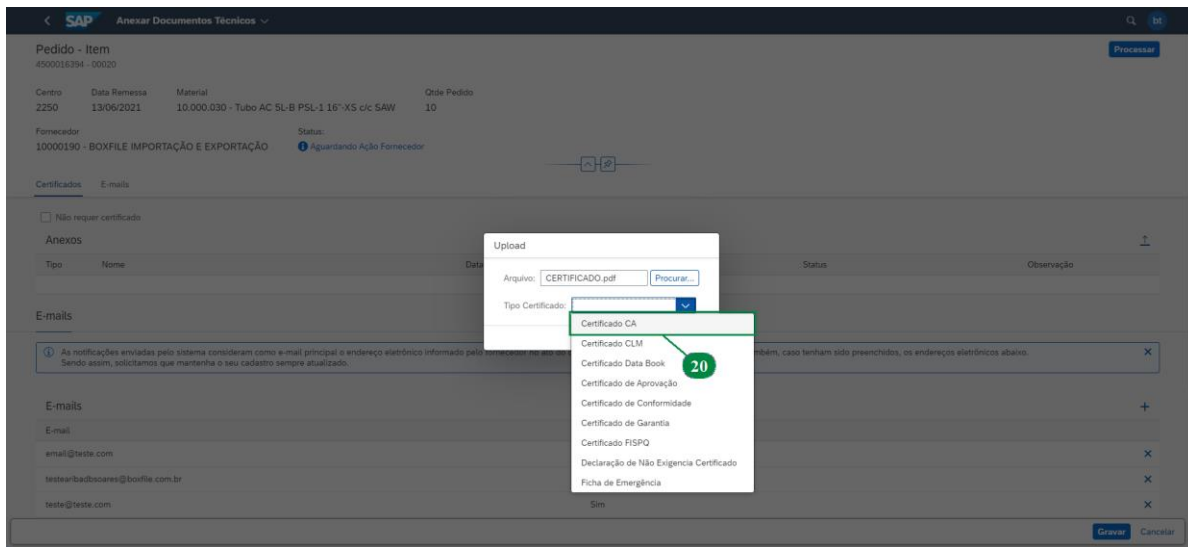 SAP Anexar Documentos Técnicos bt
Pedido - Item Processar
4500016394 - 00020
Centro Data Remessa Material Qtde Pedido
2250 13/06/2021 10.000.030 - Tubo AC 5L-B PSL-1 16"-XS c/c SAW 10
Fornecedor Status:
10000190 - BOXFILE IMPORTAÇÃO E EXPORTAÇÃO Aguardando Ação Fornecedor
Certificados E-mails
Não requer certificado
Anexos
Tipo Nome Data Status Observação
Upload
Arquivo: CERTIFICADO.pdf Procurar...
Tipo Certificado:
Certificado CA
Certificado CLM
Certificado Data Book
20
Certificado de Aprovação
Certificado de Conformidade
Certificado de Garantia
Certificado FISPQ
Declaração de Não Exigencia Certificado
Ficha de Emergência
E-mails
As notificações enviadas pelo sistema consideram como e-mail principal o endereço eletrônico informado pelo fornecedor no ato do caso tenham sido preenchidos, os endereços eletrônicos abaixo.
Sendo assim, solicitamos que mantenha o seu cadastro sempre atualizado.
E-mails
E-mail
email@teste.com
testearibadbsoares@boxfile.com.br
teste@teste.com Sim
Gravar Cancelar